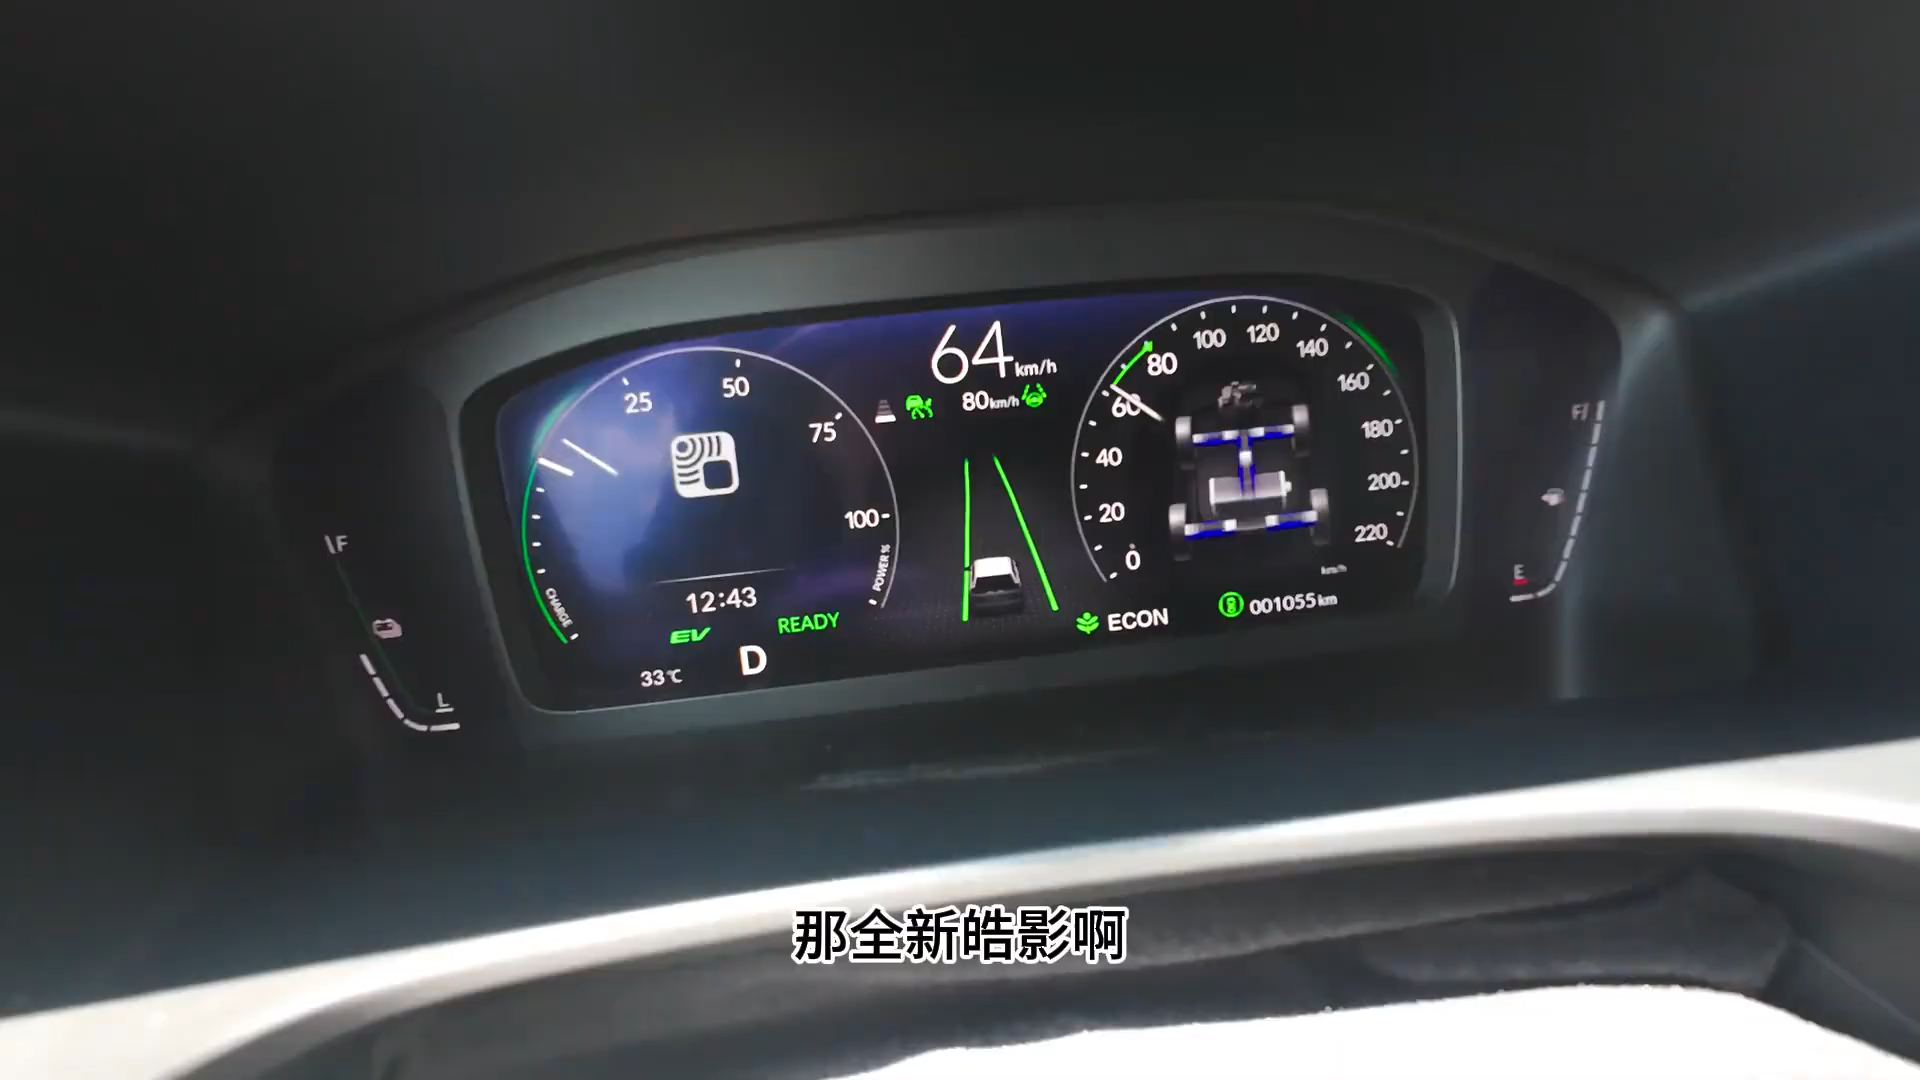 64 km/h
80 km/h
25
50
75
100
POWER %
CHARGE
12:43
EV
READY
33℃
D
0
20
40
60
80
100
120
140
160
180
200
220
km/h
ECON
001055 km
F
L
F
E
那全新皓影啊